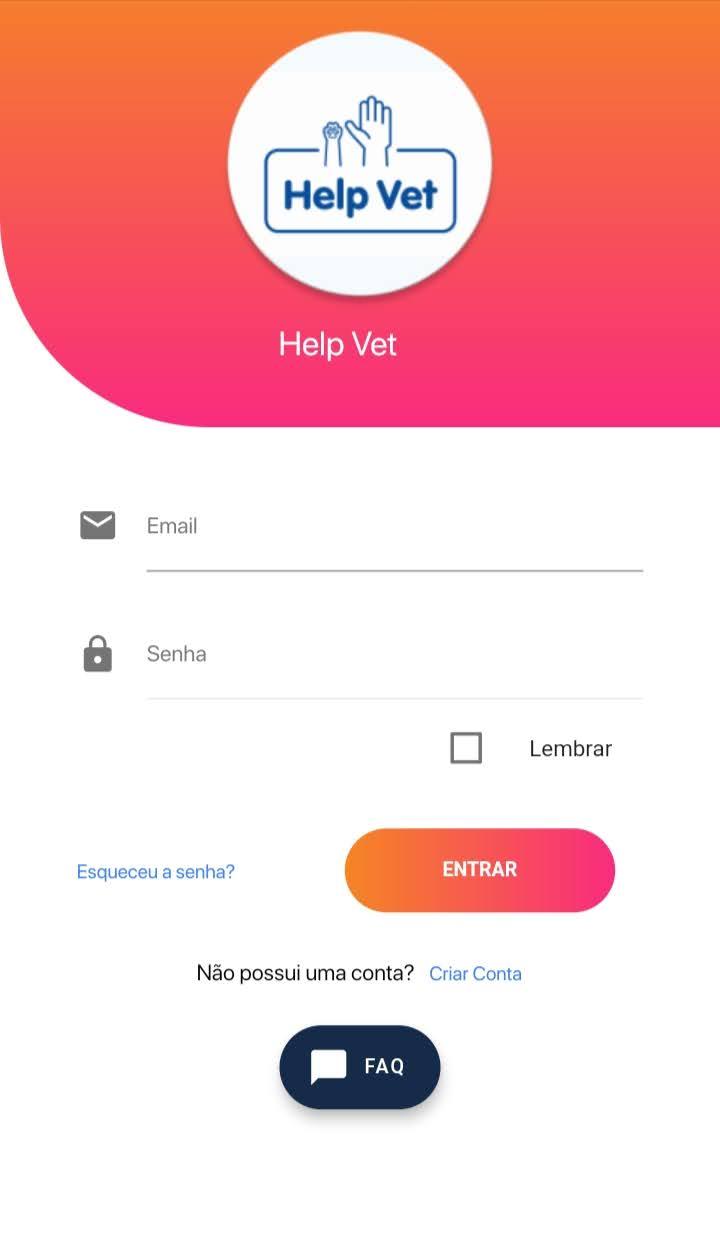 Help Vet
Help Vet
Email
Senha
Lembrar
Esqueceu a senha?
ENTRAR
Não possui uma conta? Criar Conta
FAQ